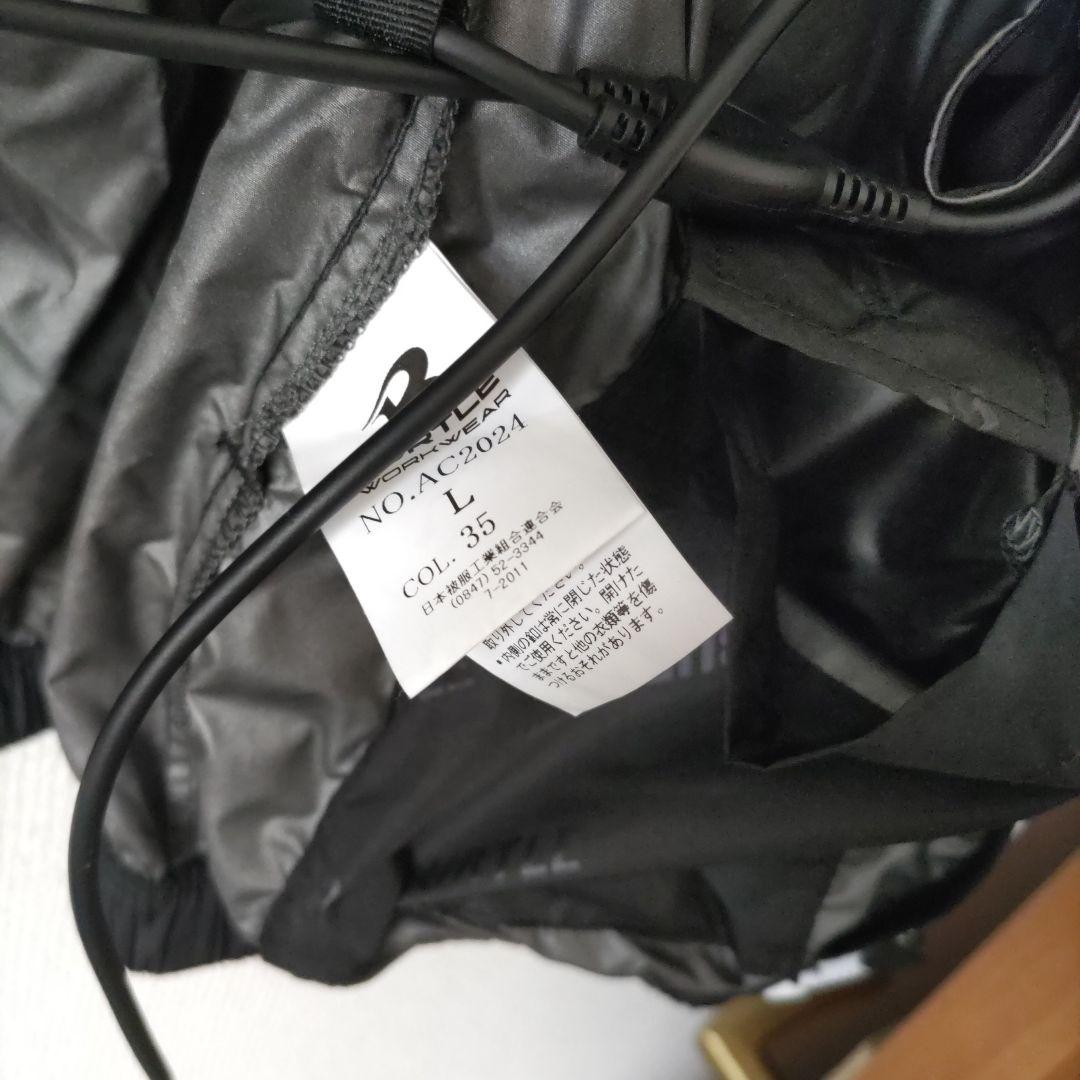 WORKWEAR
NO.AC2024
L
COL. 35
日本被服工業組合連合会
(0847) 52-3344
7-2011
取り外してください。
*内側の釦は常に閉じた状態
でご使用ください。開けた
ままですと他の衣類等を傷
つけるおそれがあります。